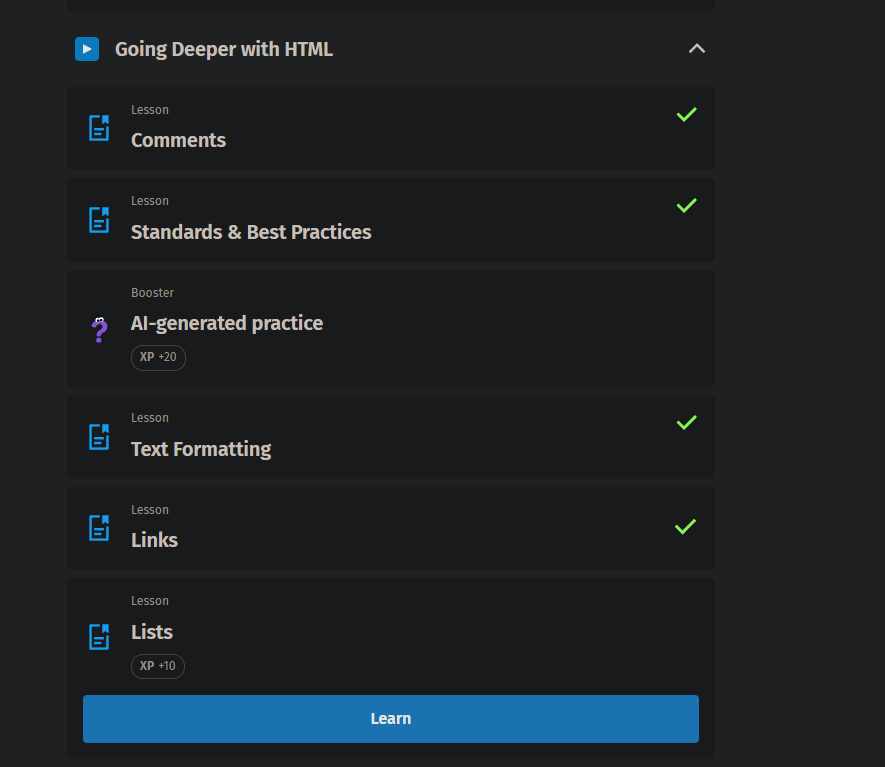 Going Deeper with HTML
Lesson
Comments
Lesson
Standards & Best Practices
Booster
AI-generated practice
XP +20
Lesson
Text Formatting
Lesson
Links
Lesson
Lists
XP +10
Learn